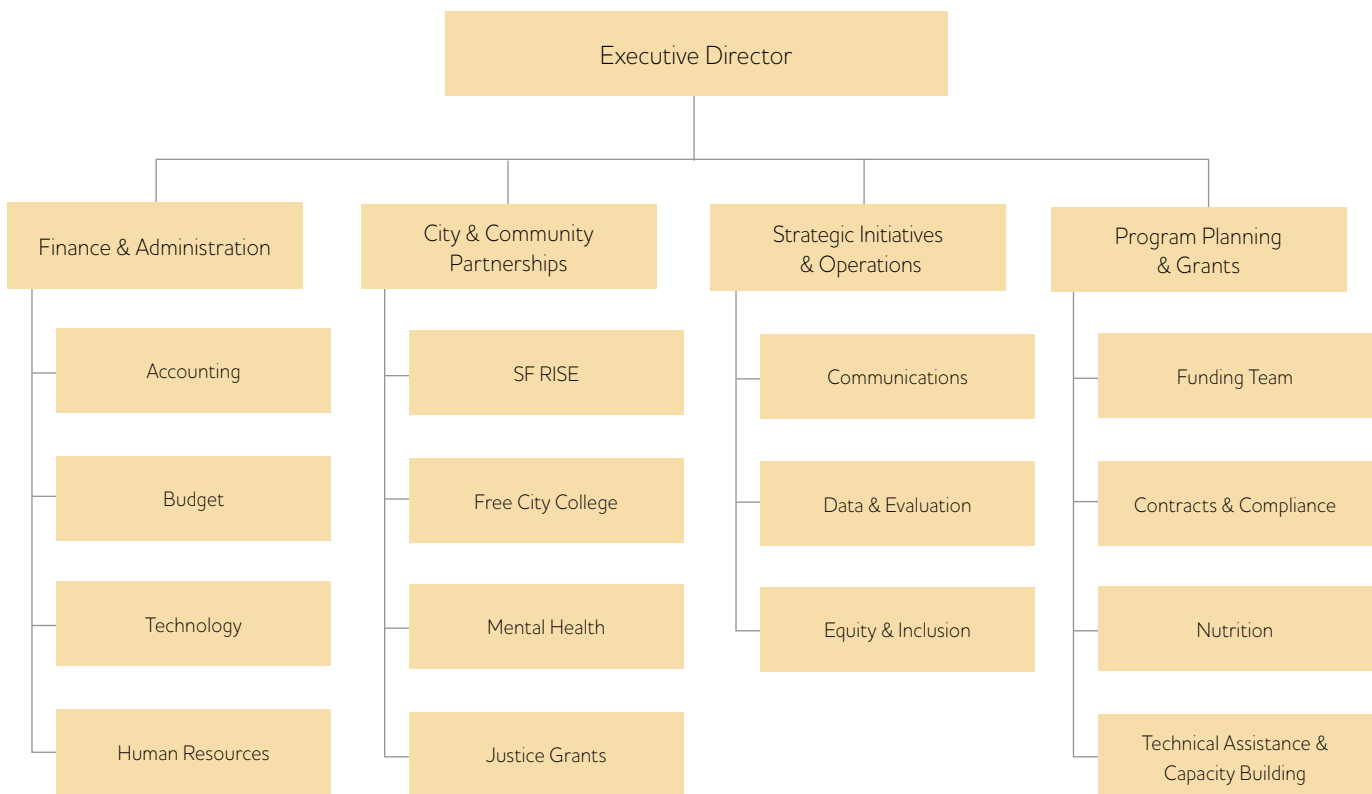 Executive Director
Finance & Administration
Accounting
Budget
Technology
Human Resources
City & Community
Partnerships
SF RISE
Free City College
Mental Health
Justice Grants
Strategic Initiatives
& Operations
Communications
Data & Evaluation
Equity & Inclusion
Program Planning
& Grants
Funding Team
Contracts & Compliance
Nutrition
Technical Assistance &
Capacity Building